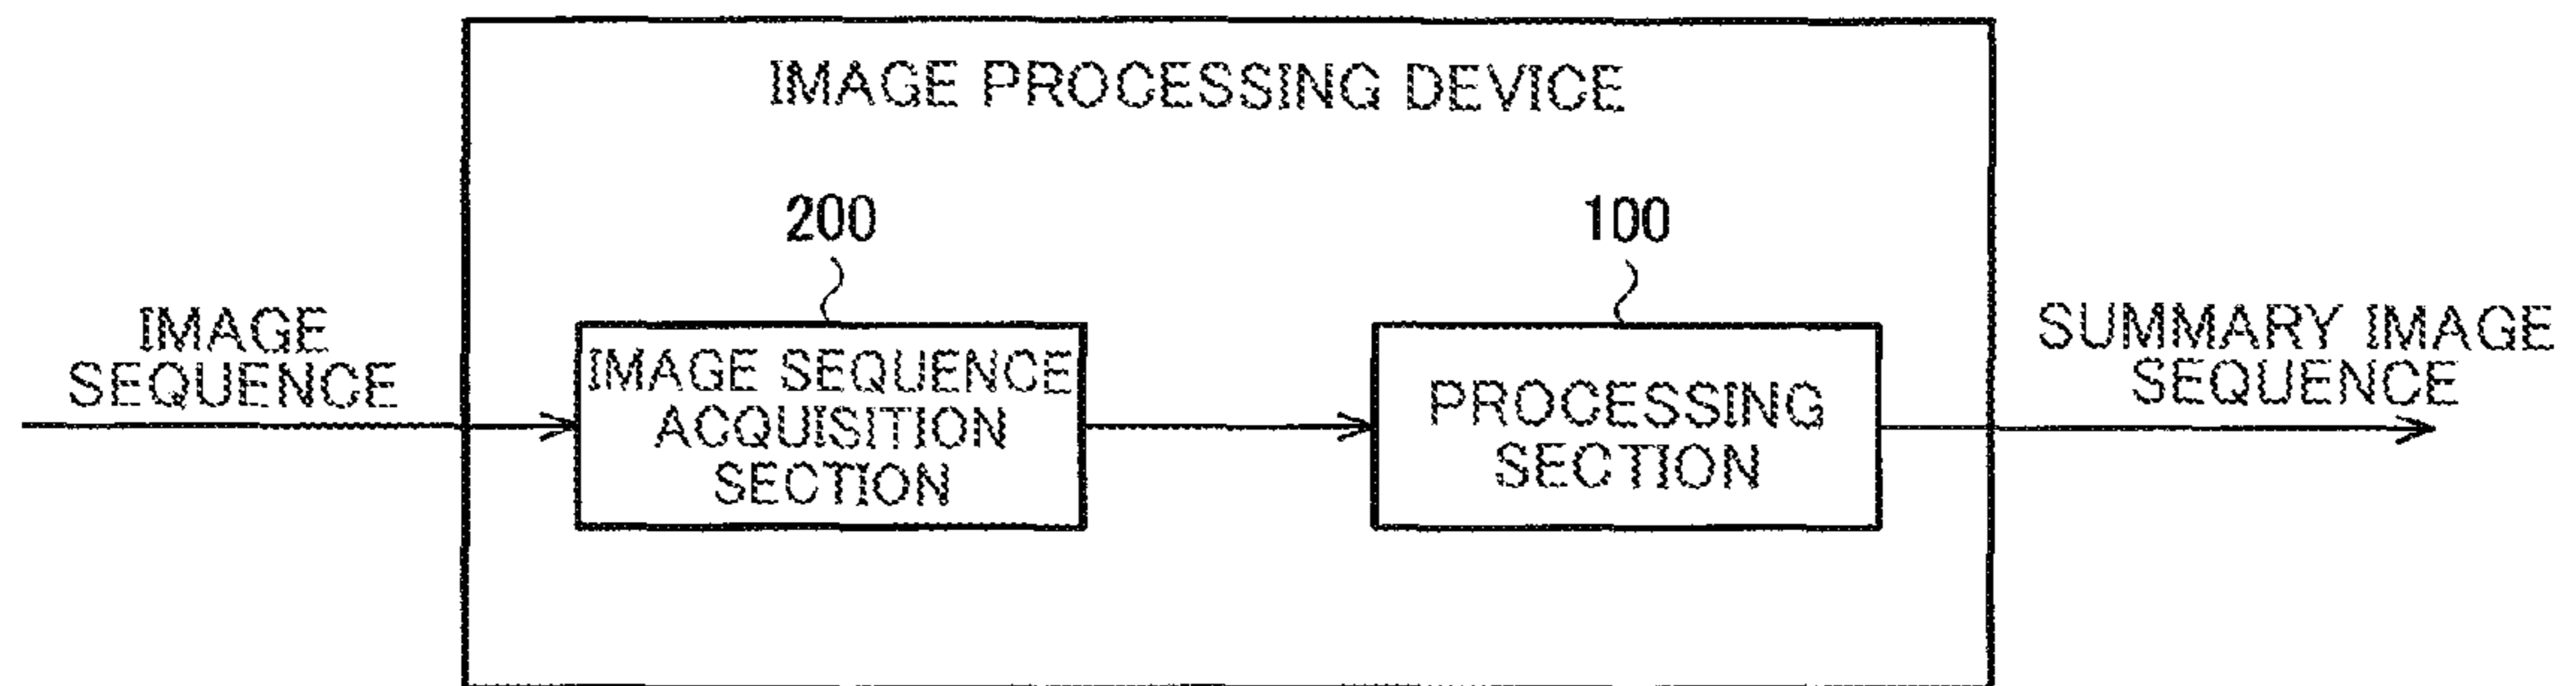 IMAGE PROCESSING DEVICE
200
100
IMAGE
SEQUENCE
IMAGE SEQUENCE
ACQUISITION
SECTION
PROCESSING
SECTION
SUMMARY IMAGE
SEQUENCE